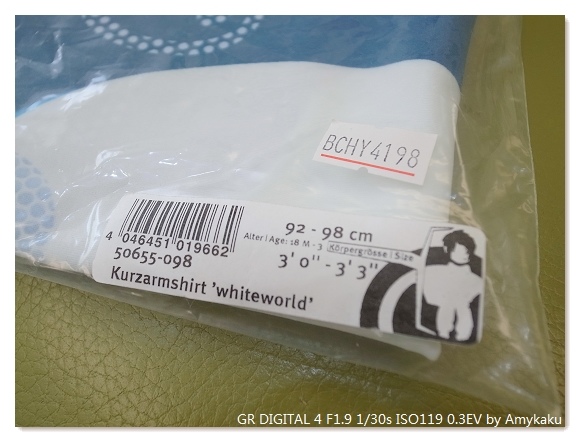 BCHY4198
4 046451 019662
50655-098
Kurzarmshirt 'whiteworld'
92 - 98 cm
Alter | Age: 18 M - 3 Körpergrösse | Size
3' 0" - 3' 3"
GR DIGITAL 4 F1.9 1/30s ISO119 0.3EV by Amykaku